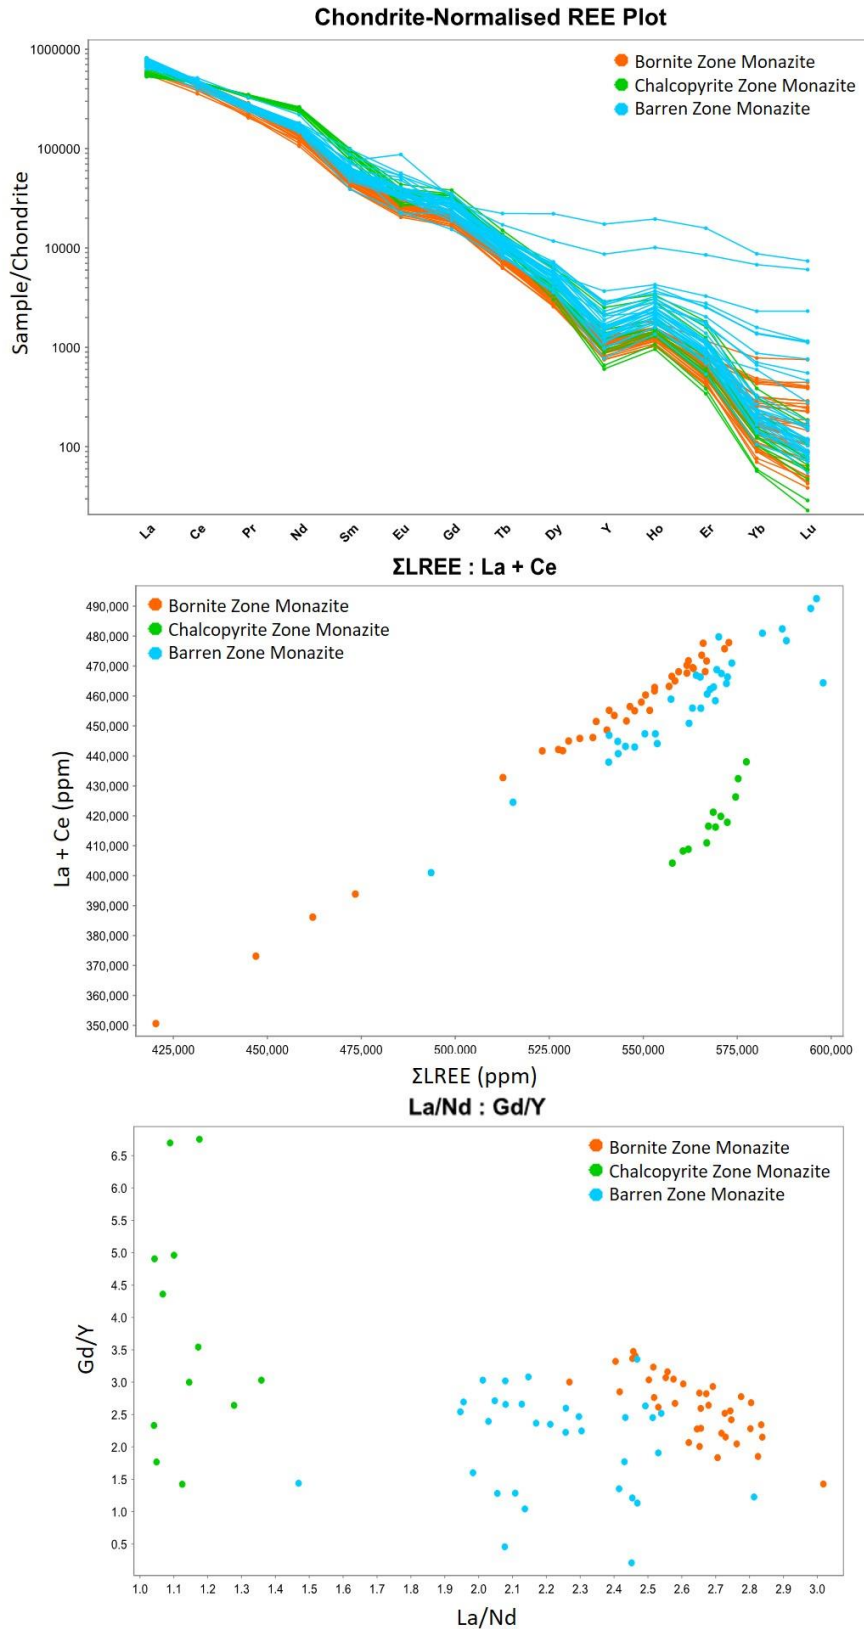 Chondrite-Normalised REE Plot
1000000
100000
10000
1000
100
Sample/Chondrite
Bornite Zone Monazite
Chalcopyrite Zone Monazite
Barren Zone Monazite
La Ce Pr Nd Sm Eu Gd Tb Dy Y Ho Er Yb Lu
ΣLREE : La + Ce
490,000
480,000
470,000
460,000
450,000
440,000
430,000
420,000
410,000
400,000
390,000
380,000
370,000
360,000
350,000
La + Ce (ppm)
Bornite Zone Monazite
Chalcopyrite Zone Monazite
Barren Zone Monazite
425,000 450,000 475,000 500.000 525.000 550,000 575,000 600,000
ΣLREE (ppm)
La/Nd : Gd/Y
6.5
6.0
5.5
5.0
4.5
4.0
3.5
3.0
2.5
2.0
1.5
1.0
0.5
Gd/Y
Bornite Zone Monazite
Chalcopyrite Zone Monazite
Barren Zone Monazite
1.0 1.1 1.2 1.3 1.4 1.5 1.6 1.7 1.8 1.9 2.0 2.1 2.2 2.3 2.4 2.5 2.6 2.7 2.8 2.9 3.0
La/Nd